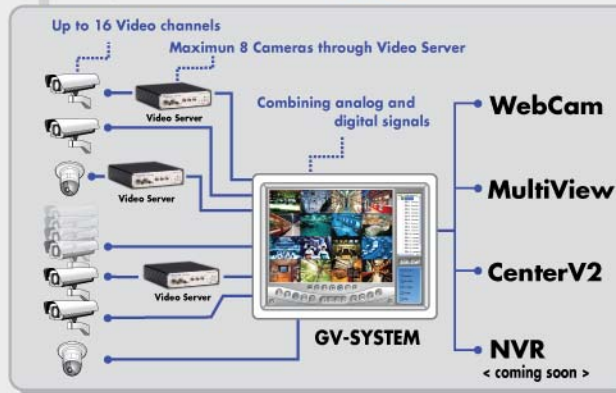 Up to 16 Video channels
Maximun 8 Cameras through Video Server
Video Server
Combining analog and
digital signals
WebCam
Video Server
MultiView
CenterV2
Video Server
GV-SYSTEM
NVR
< coming soon >